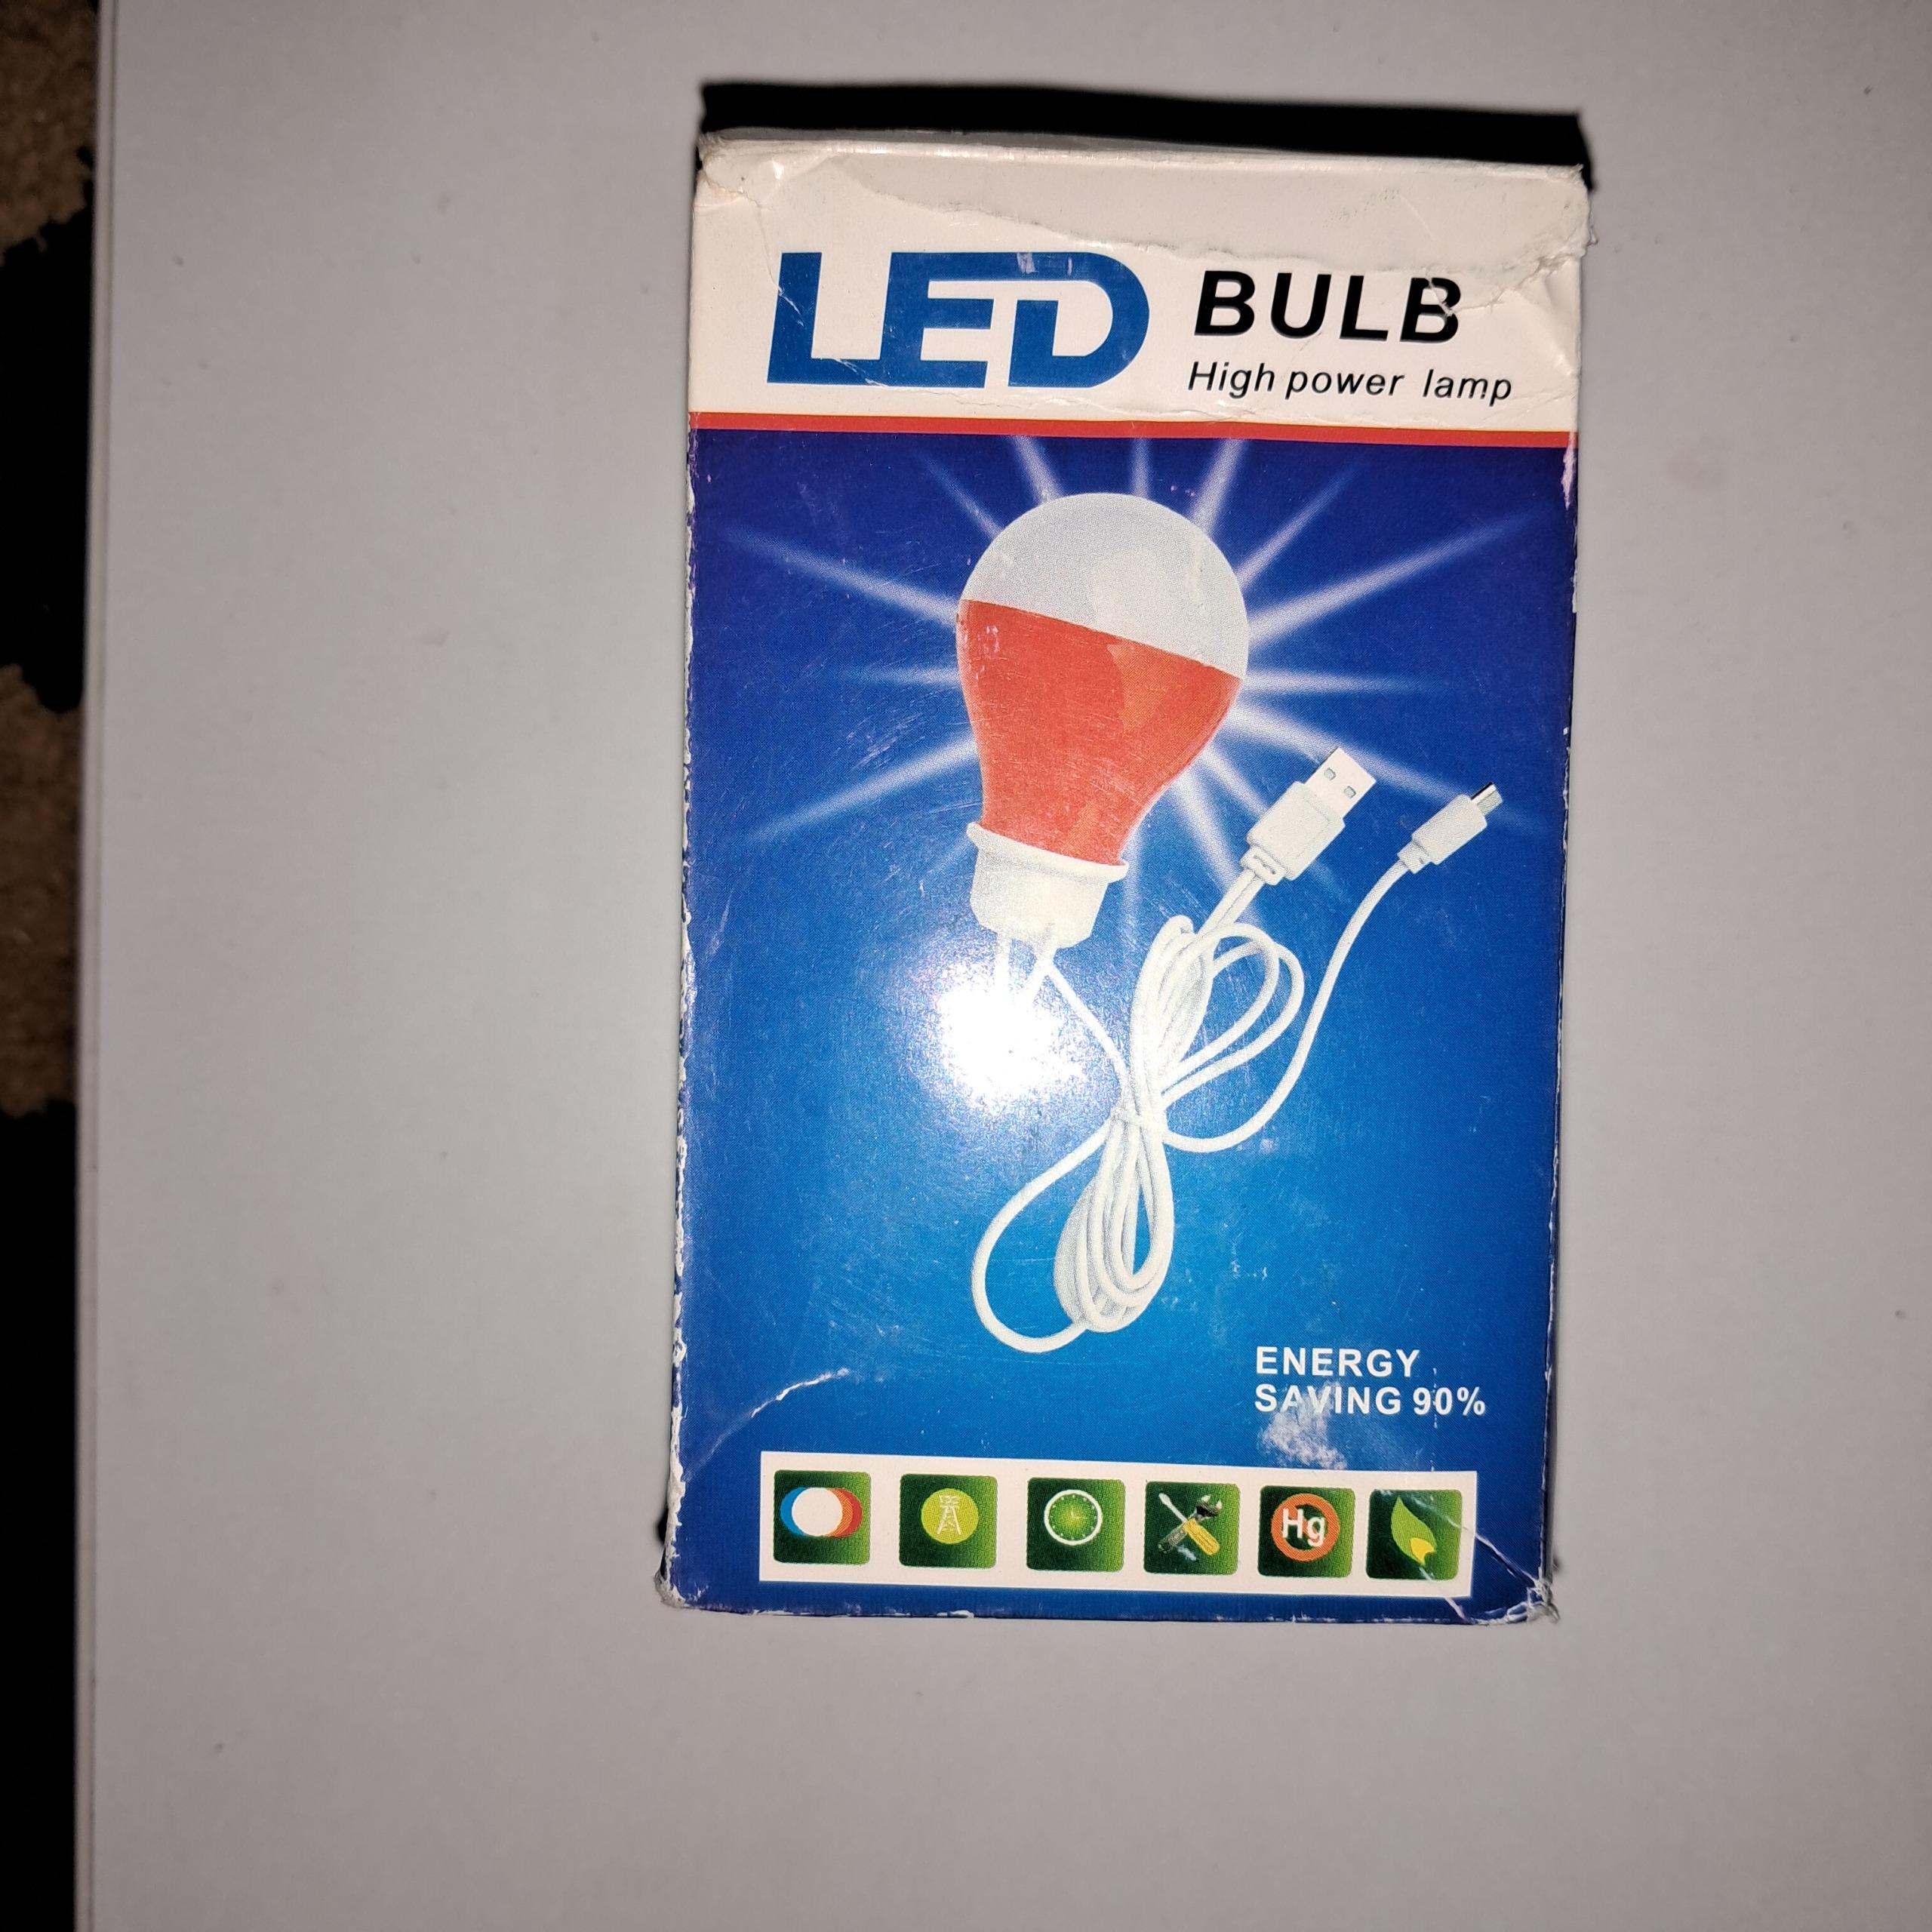 LED BULB
High power lamp
ENERGY
SAVING 90%
Hg